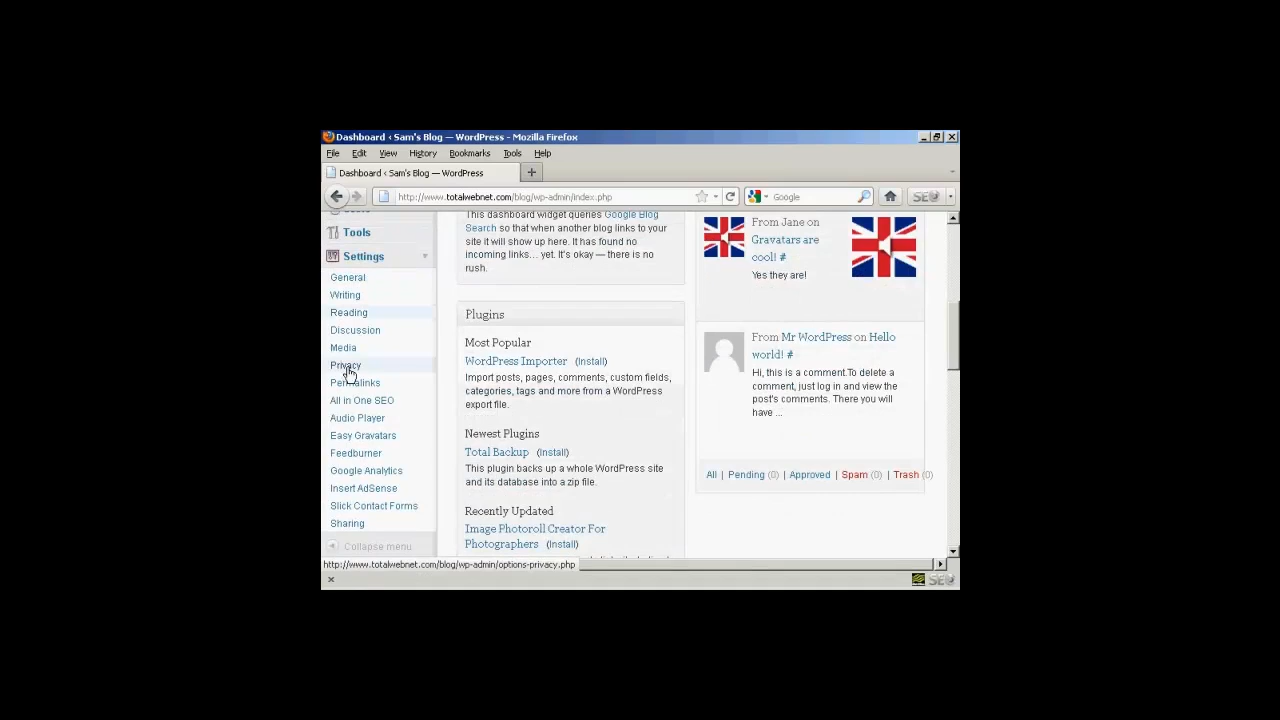 Dashboard ‹ Sam's Blog — WordPress - Mozilla Firefox
File Edit View History Bookmarks Tools Help
Dashboard ‹ Sam's Blog — WordPress
http://www.totalwebnet.com/blog/wp-admin/index.php
Google
Tools
Settings
General
Writing
Reading
Discussion
Media
Privacy
Permalinks
All in One SEO
Audio Player
Easy Gravatars
Feedburner
Google Analytics
Insert AdSense
Slick Contact Forms
Sharing
Collapse menu
This dashboard widget queries Google Blog
Search so that when another blog links to your
site it will show up here. It has found no
incoming links… yet. It's okay — there is no
rush.
Plugins
Most Popular
WordPress Importer (Install)
Import posts, pages, comments, custom fields,
categories, tags and more from a WordPress
export file.
Newest Plugins
Total Backup (Install)
This plugin backs up a whole WordPress site
and its database into a zip file.
Recently Updated
Image Photoroll Creator For
Photographers (Install)
From Jane on
Gravatars are
cool! #
Yes they are!
From Mr WordPress on Hello
world! #
Hi, this is a comment.To delete a
comment, just log in and view the
post's comments. There you will
have ...
All | Pending (0) | Approved | Spam (0) | Trash (0)
http://www.totalwebnet.com/blog/wp-admin/options-privacy.php